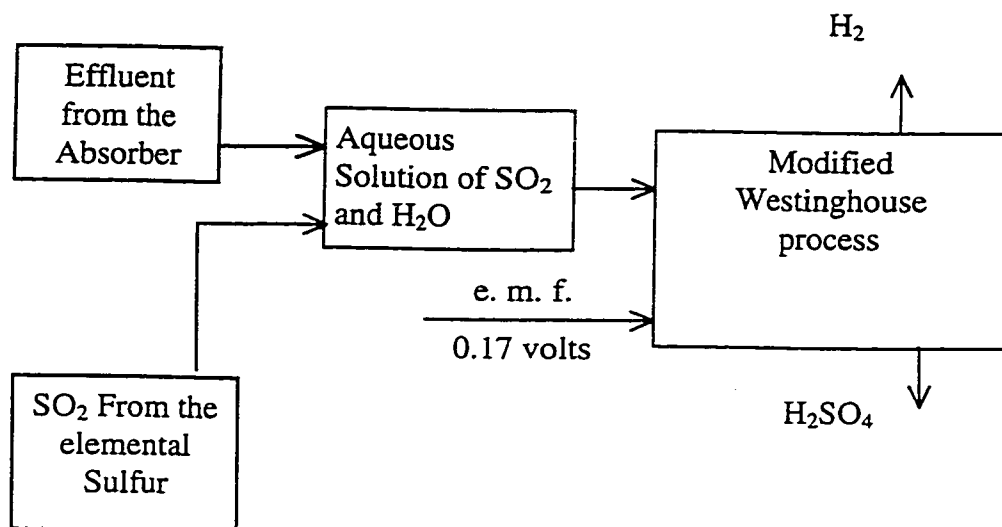 H₂
Effluent
from the
Absorber
Aqueous
Solution of SO₂
and H₂O
Modified
Westinghouse
process
e. m. f.
0.17 volts
SO₂ From the
elemental
Sulfur
H₂SO₄